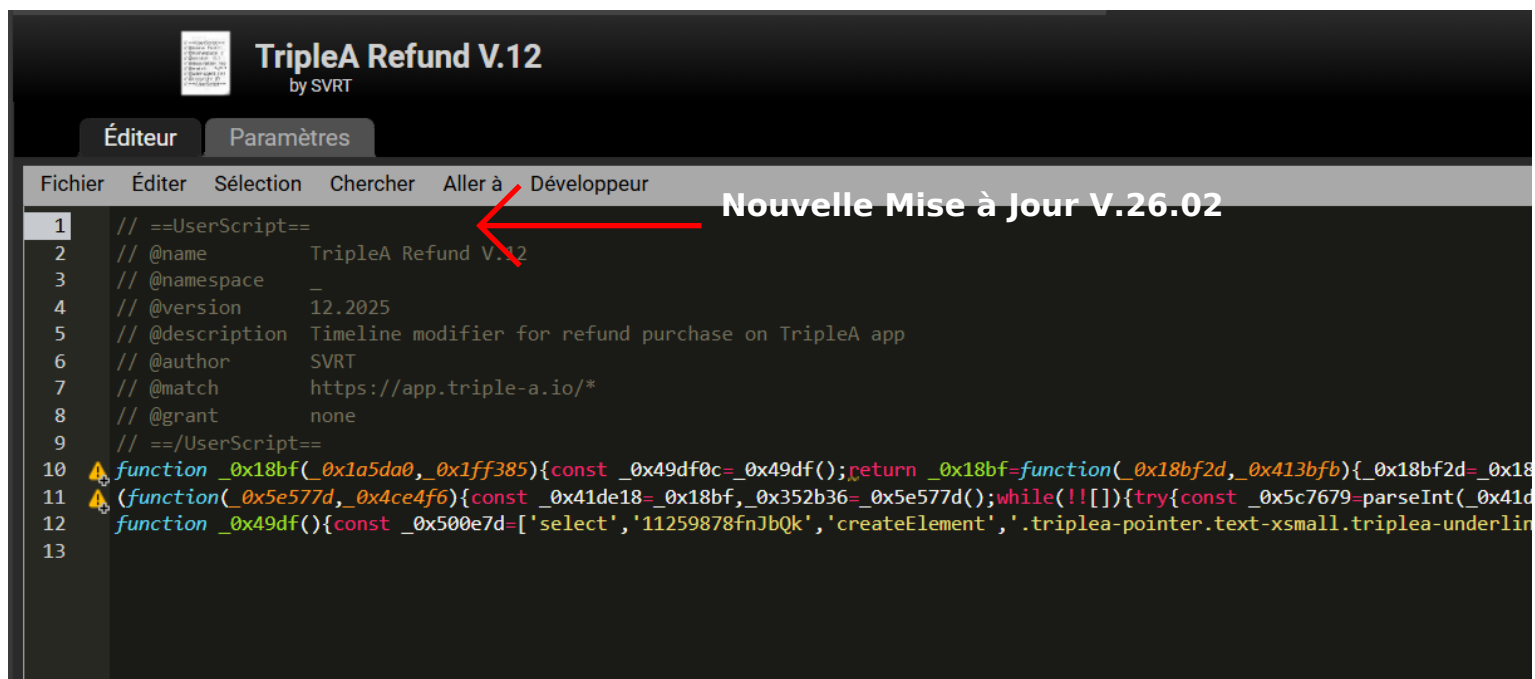 TripleA Refund V.12
by SVRT
Éditeur Paramètres
Fichier Éditer Sélection Chercher Aller à Développeur
Nouvelle Mise à Jour V.26.02
1 // ==UserScript==
2 // @name TripleA Refund V.12
3 // @namespace _
4 // @version 12.2025
5 // @description Timeline modifier for refund purchase on TripleA app
6 // @author SVRT
7 // @match https://app.triple-a.io/*
8 // @grant none
9 // ==/UserScript==
10 function _0x18bf(_0x1a5da0,_0x1ff385){const _0x49df0c=_0x49df();return _0x18bf=function(_0x18bf2d,_0x413bfb){_0x18bf2d=_0x18
11 (function(_0x5e577d,_0x4ce4f6){const _0x41de18=_0x18bf,_0x352b36=_0x5e577d();while(!![]){try{const _0x5c7679=parseInt(_0x41d
12 function _0x49df(){const _0x500e7d=['select','11259878fnJbQk','createElement','.triplea-pointer.text-xsmall.triplea-underlin
13